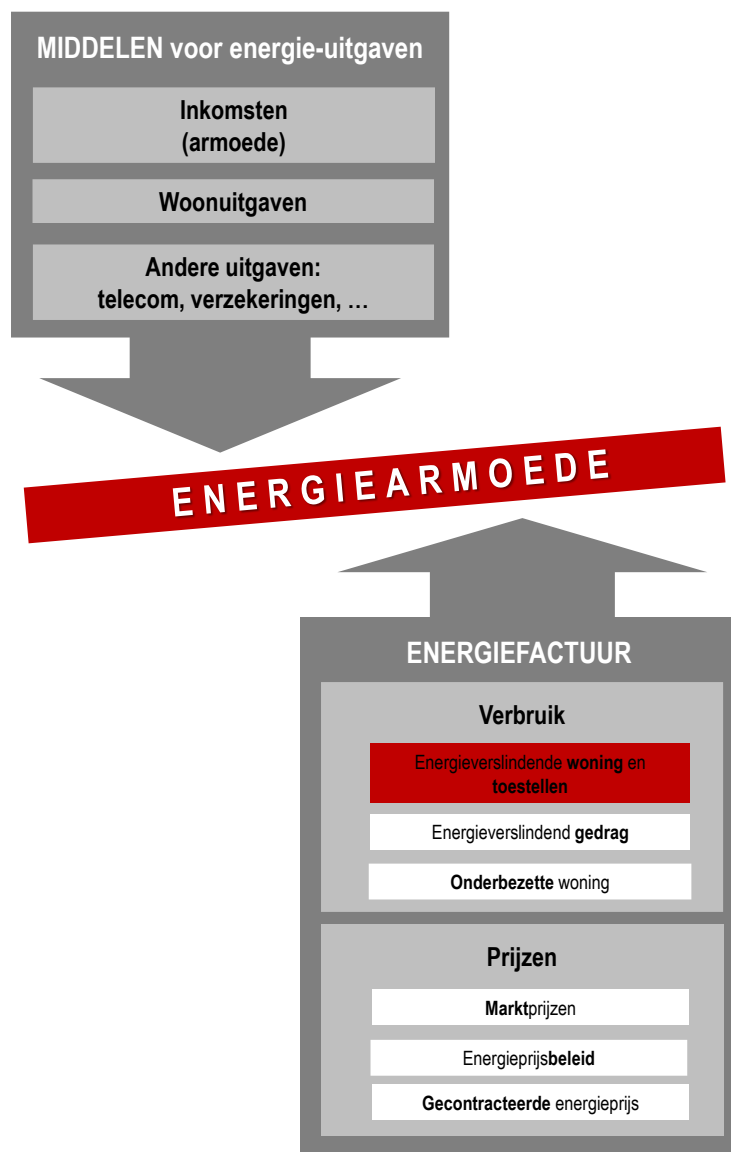 MIDDELEN voor energie-uitgaven
Inkomsten
(armoede)
Woonuitgaven
Andere uitgaven:
telecom, verzekeringen, …
ENERGIEARMOEDE
ENERGIEFACTUUR
Verbruik
Energieverslindende woning en
toestellen
Energieverslindend gedrag
Onderbezette woning
Prijzen
Marktprijzen
Energieprijsbeleid
Gecontracteerde energieprijs